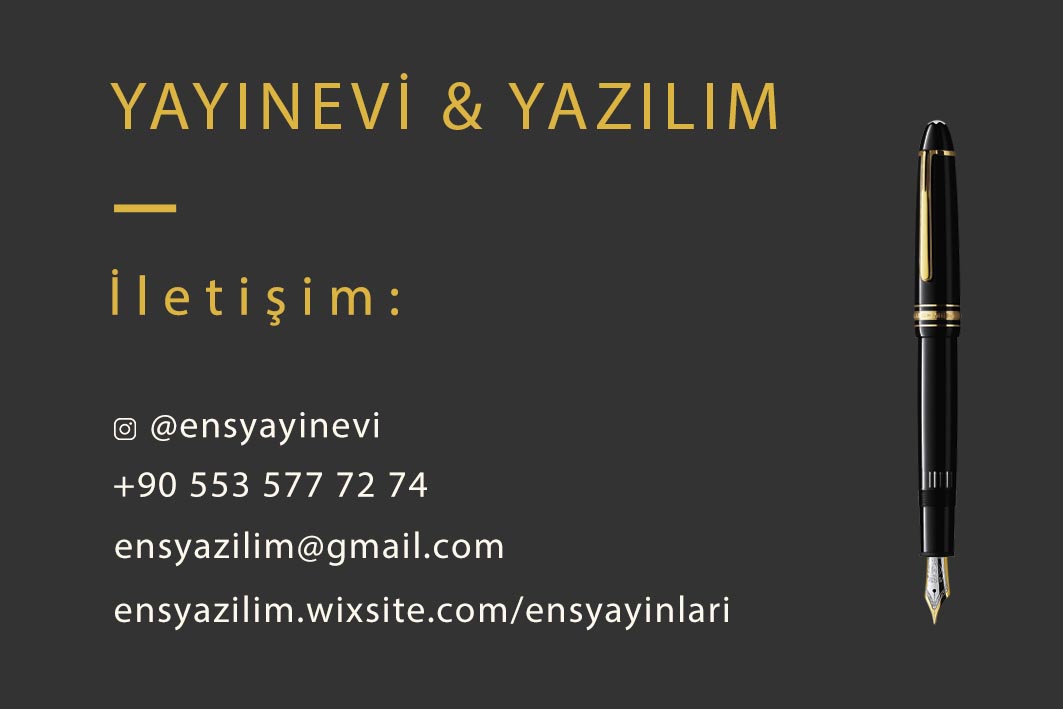 YAYINEVİ & YAZILIM
İletişim:
@ensyayinevi
+90 553 577 72 74
ensyazilim@gmail.com
ensyazilim.wixsite.com/ensyayinlari